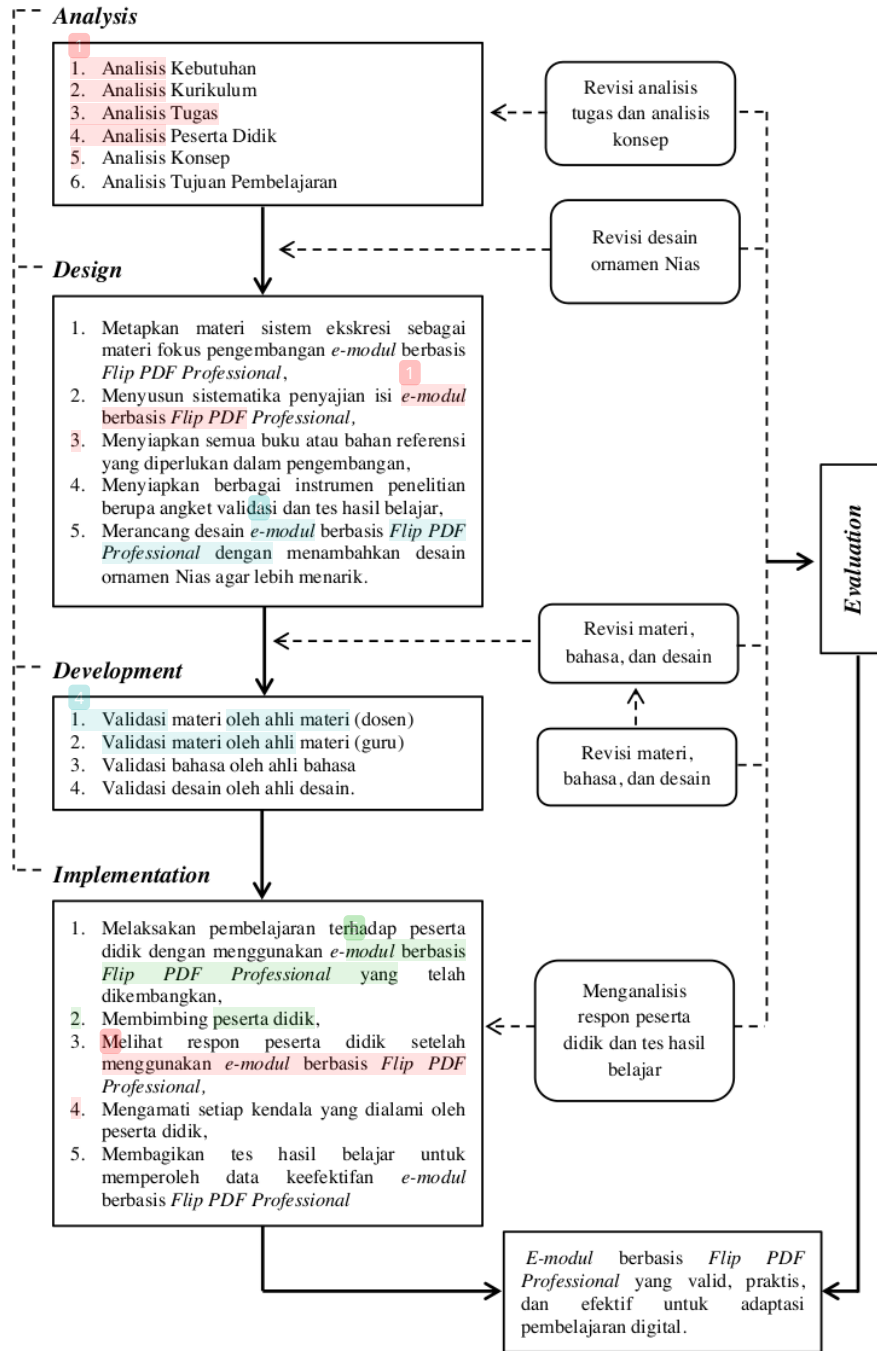 Analysis
1
1. Analisis Kebutuhan
2. Analisis Kurikulum
3. Analisis Tugas
4. Analisis Peserta Didik
5. Analisis Konsep
6. Analisis Tujuan Pembelajaran
Revisi analisis
tugas dan analisis
konsep
Revisi desain
ornamen Nias
Design
1. Metapkan materi sistem ekskresi sebagai
materi fokus pengembangan e-modul berbasis
Flip PDF Professional,
1
2. Menyusun sistematika penyajian isi e-modul
berbasis Flip PDF Professional,
3. Menyiapkan semua buku atau bahan referensi
yang diperlukan dalam pengembangan,
4. Menyiapkan berbagai instrumen penelitian
berupa angket validasi dan tes hasil belajar,
5. Merancang desain e-modul berbasis Flip PDF
Professional dengan menambahkan desain
ornamen Nias agar lebih menarik.
Evaluation
Revisi materi,
bahasa, dan desain
Development
4
1. Validasi materi oleh ahli materi (dosen)
2. Validasi materi oleh ahli materi (guru)
3. Validasi bahasa oleh ahli bahasa
4. Validasi desain oleh ahli desain.
Revisi materi,
bahasa, dan desain
Implementation
1. Melaksakan pembelajaran terhadap peserta
didik dengan menggunakan e-modul berbasis
Flip PDF Professional yang telah
dikembangkan,
2. Membimbing peserta didik,
3. Melihat respon peserta didik setelah
menggunakan e-modul berbasis Flip PDF
Professional,
4. Mengamati setiap kendala yang dialami oleh
peserta didik,
5. Membagikan tes hasil belajar untuk
memperoleh data keefektifan e-modul
berbasis Flip PDF Professional
Menganalisis
respon peserta
didik dan tes hasil
belajar
E-modul berbasis Flip PDF
Professional yang valid, praktis,
dan efektif untuk adaptasi
pembelajaran digital.